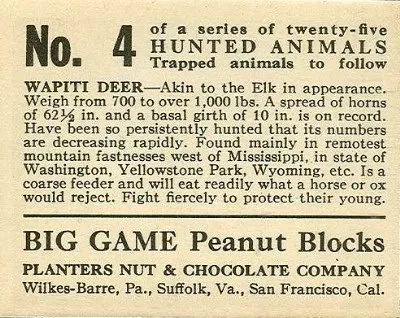 No. 4
of a series of twenty-five
HUNTED ANIMALS
Trapped animals to follow
WAPITI DEER—Akin to the Elk in appearance.
Weigh from 700 to over 1,000 lbs. A spread of horns
of 62½ in. and a basal girth of 10 in. is on record.
Have been so persistently hunted that its numbers
are decreasing rapidly. Found mainly in remotest
mountain fastnesses west of Mississippi, in state of
Washington, Yellowstone Park, Wyoming, etc. Is a
coarse feeder and will eat readily what a horse or ox
would reject. Fight fiercely to protect their young.
BIG GAME Peanut Blocks
PLANTERS NUT & CHOCOLATE COMPANY
Wilkes-Barre, Pa., Suffolk, Va., San Francisco, Cal.